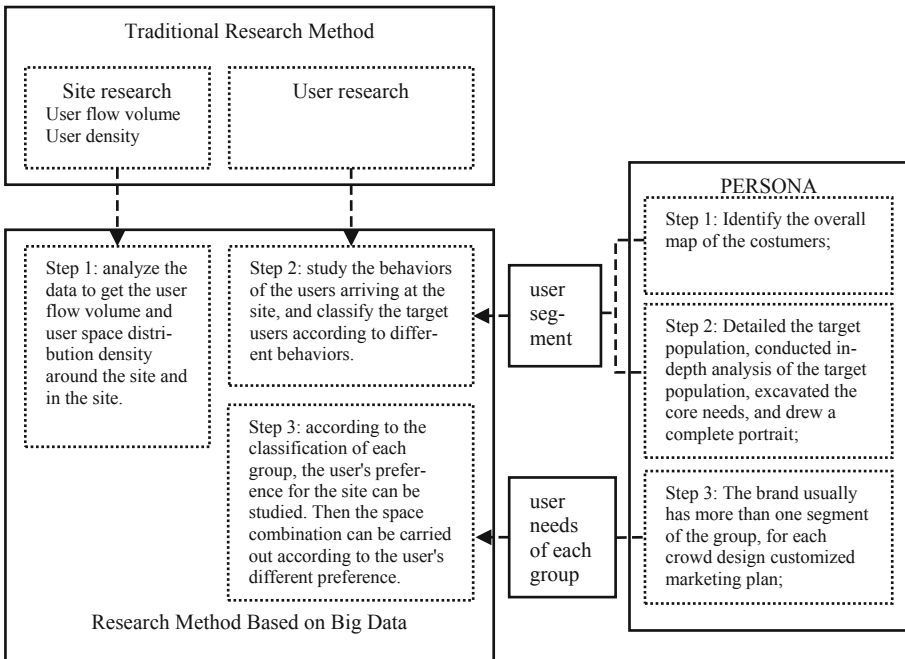 Traditional Research Method
Site research
User flow volume
User density
User research
Step 1: analyze the
data to get the user
flow volume and
user space distri-
bution density
around the site and
in the site.
Step 2: study the behaviors
of the users arriving at the
site, and classify the target
users according to differ-
ent behaviors.
Step 3: according to the
classification of each
group, the user's prefer-
ence for the site can be
studied. Then the space
combination can be carried
out according to the user's
different preference.
Research Method Based on Big Data
user
seg-
ment
user
needs
of each
group
PERSONA
Step 1: Identify the overall
map of the costumers;
Step 2: Detailed the target
population, conducted in-
depth analysis of the target
population, excavated the
core needs, and drew a
complete portrait;
Step 3: The brand usually
has more than one segment
of the group, for each
crowd design customized
marketing plan;